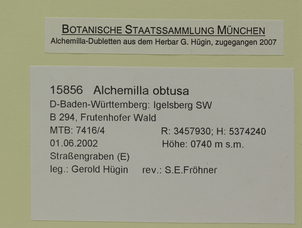 BOTANISCHE STAATSSAMMLUNG MÜNCHEN
Alchemilla-Dubletten aus dem Herbar G. Hügin, zugegangen 2007
15856 Alchemilla obtusa
D-Baden-Württemberg: Igelsberg SW
B 294, Frutenhofer Wald
MTB: 7416/4 R: 3457930; H: 5374240
01.06.2002 Höhe: 0740 m s.m.
Straßengraben (E)
leg.: Gerold Hügin rev.: S.E.Fröhner